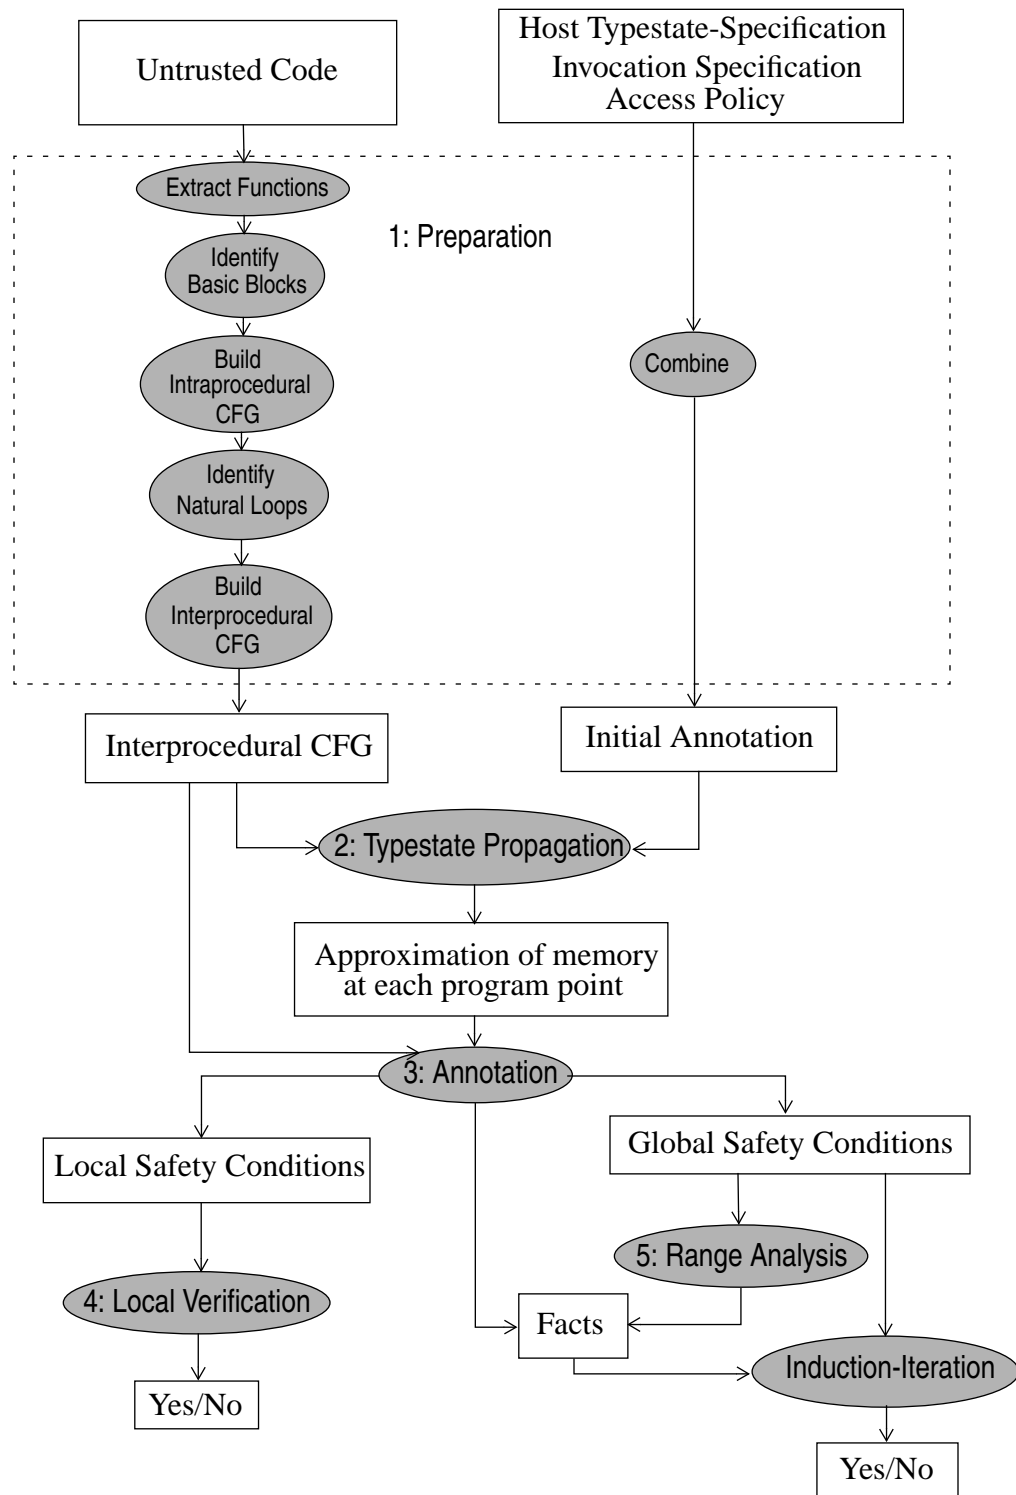 Untrusted Code
Host Typestate-Specification
Invocation Specification
Access Policy
Extract Functions
1: Preparation
Identify
Basic Blocks
Build
Intraprocedural
CFG
Combine
Identify
Natural Loops
Build
Interprocedural
CFG
Interprocedural CFG
Initial Annotation
2: Typestate Propagation
Approximation of memory
at each program point
3: Annotation
Local Safety Conditions
Global Safety Conditions
5: Range Analysis
4: Local Verification
Facts
Induction-Iteration
Yes/No
Yes/No